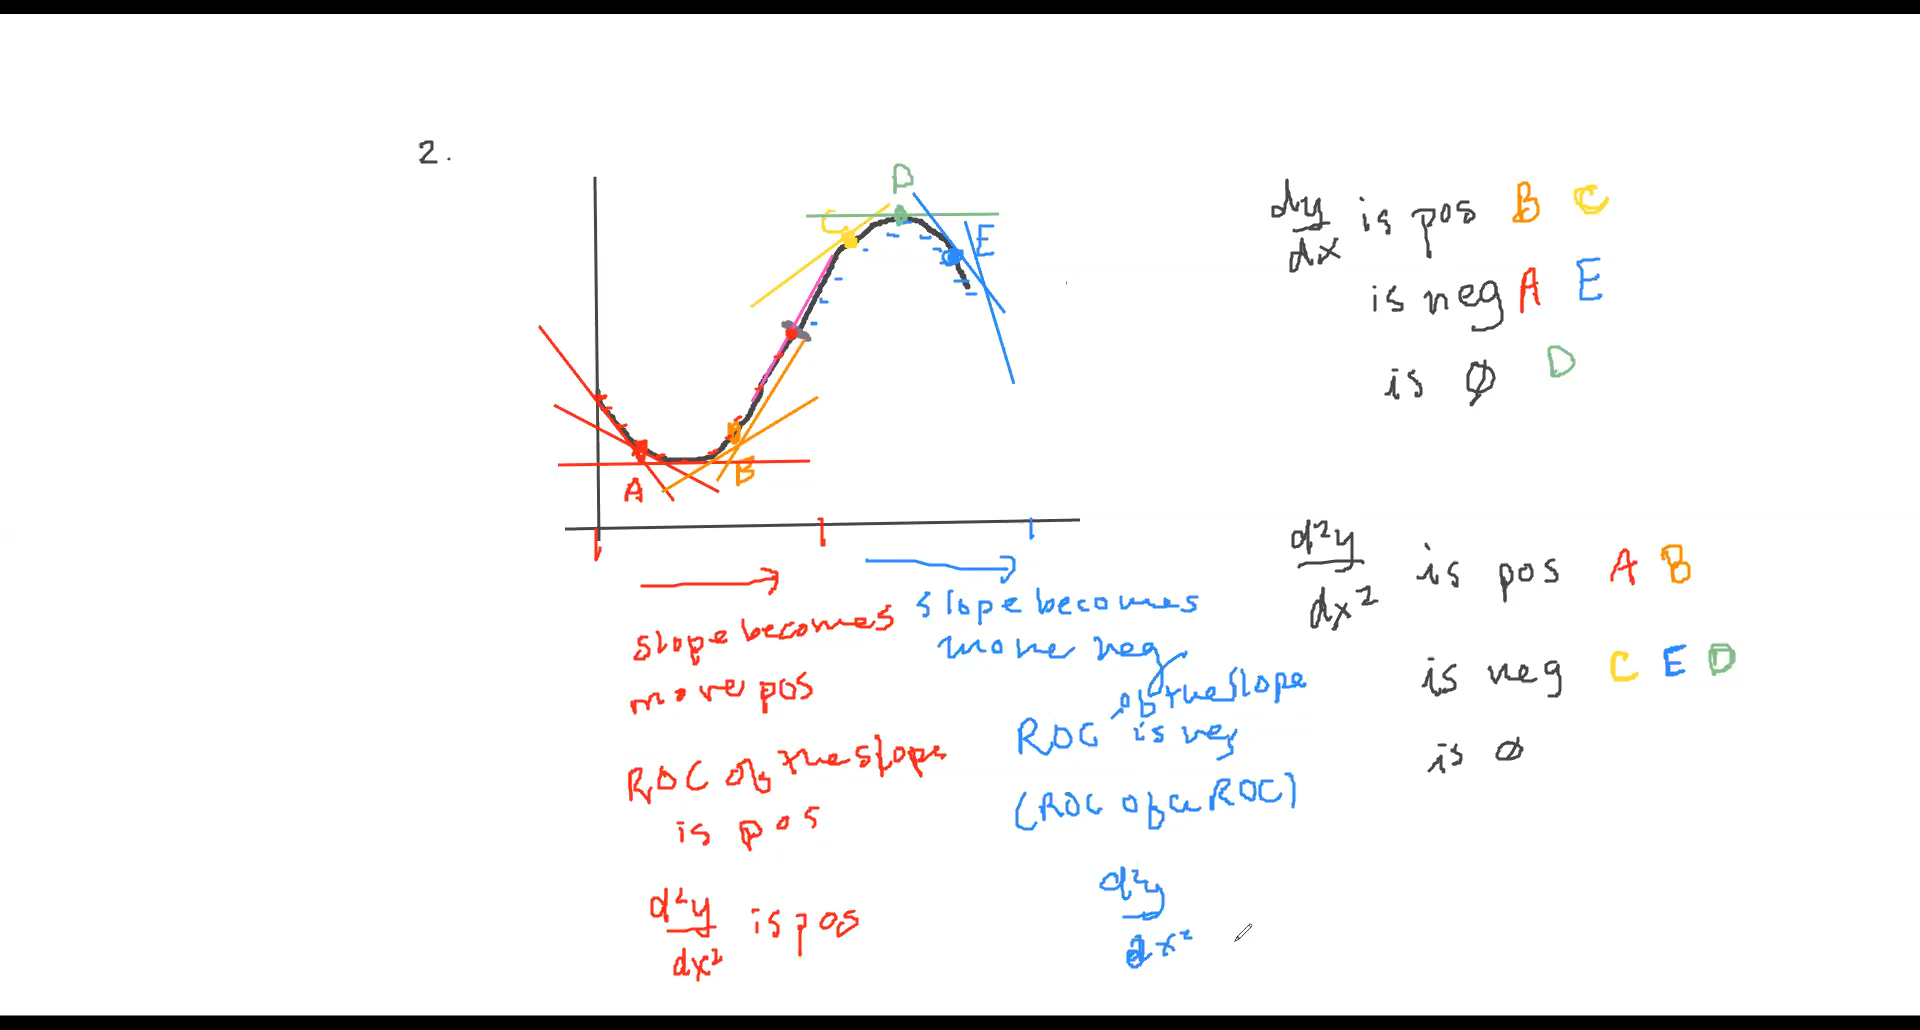 2.
D
C
E
A
B
dy/dx is pos B C
is neg A E
is ∅ D
d²y/dx² is pos A B
is neg C E D
is ∅
slope becomes
more pos
ROC of the slope
is pos
d²y/dx² is pos
slope becomes
more neg
ROC of the slope
is neg
(ROC of a ROC)
d²y/dx²